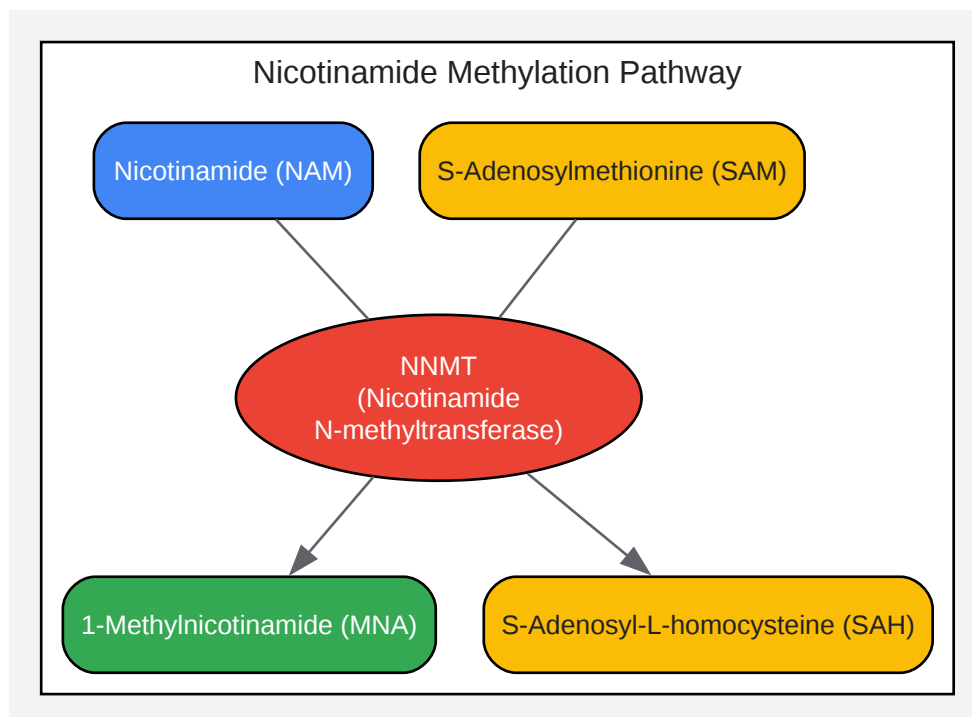 Nicotinamide Methylation Pathway
Nicotinamide (NAM)
S-Adenosylmethionine (SAM)
NNMT
(Nicotinamide
N-methyltransferase)
1-Methylnicotinamide (MNA)
S-Adenosyl-L-homocysteine (SAH)